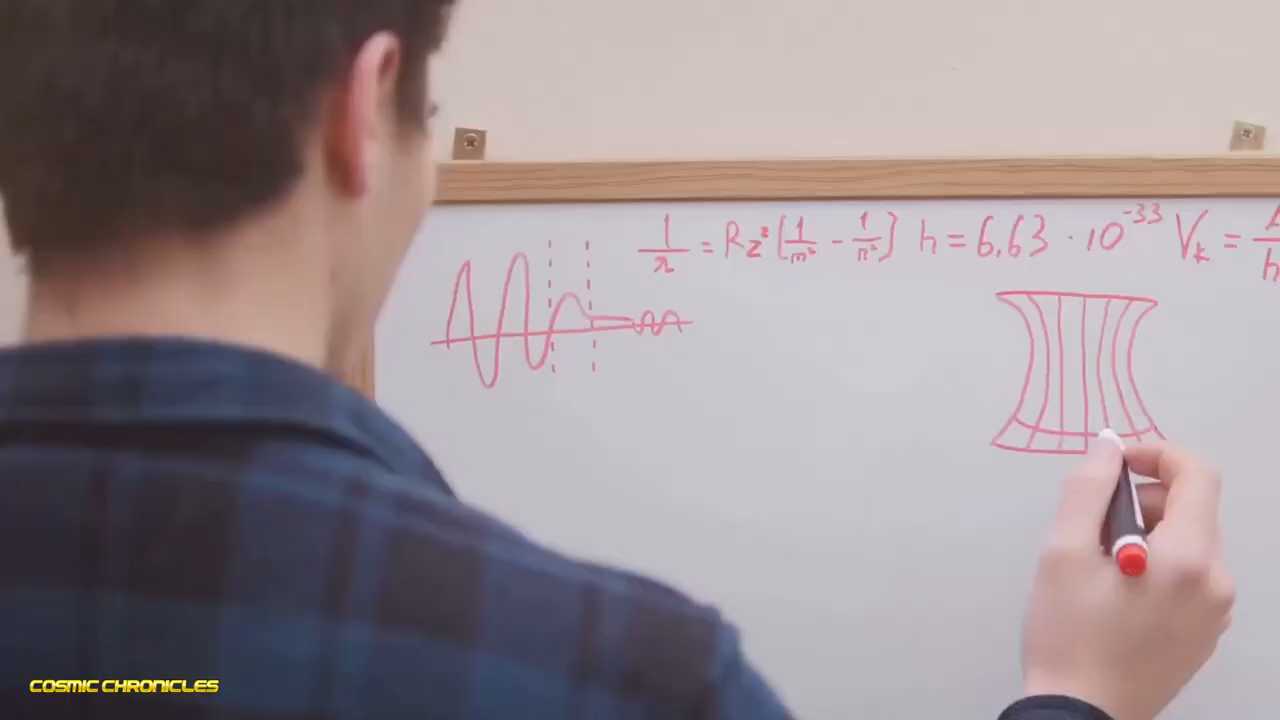 1/λ = Rz²[1/m² - 1/n²] h = 6,63 · 10⁻³³ Vₖ =
COSMIC CHRONICLES